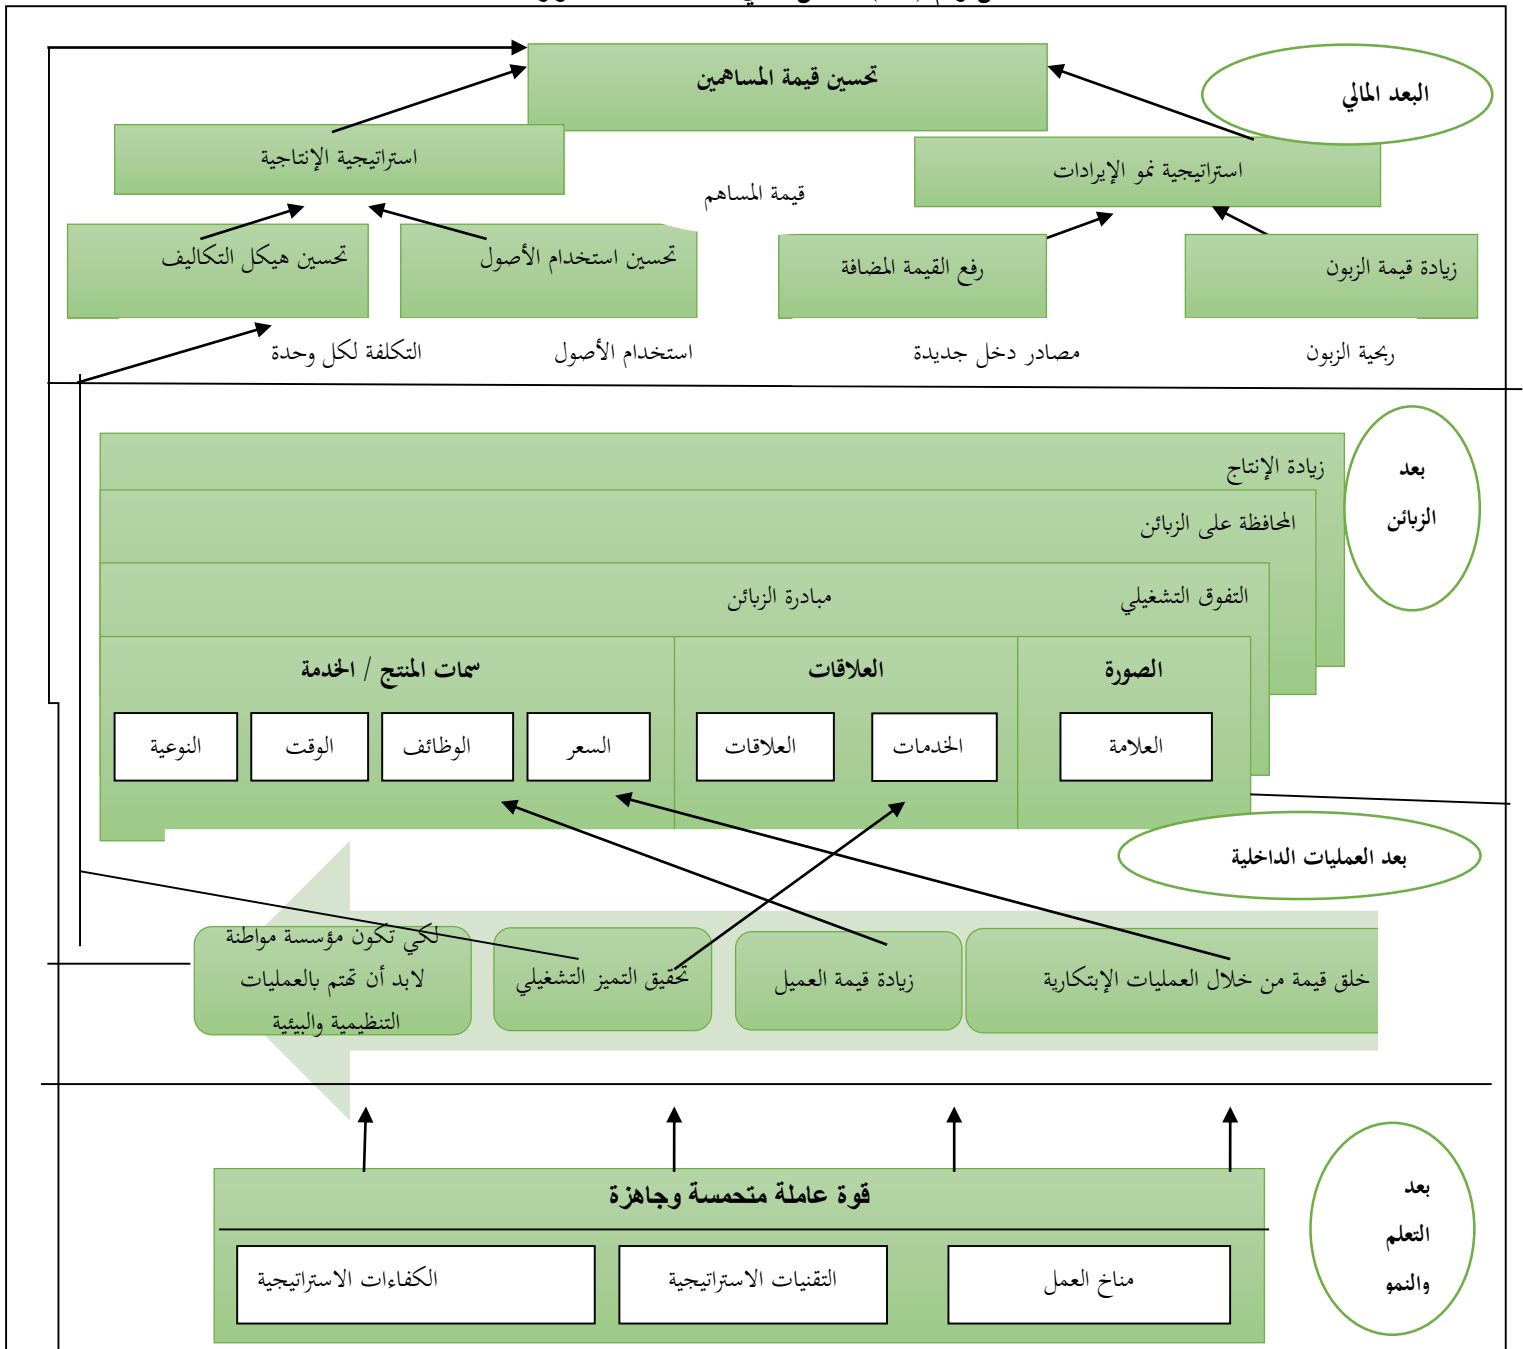 تحسين قيمة المساهمين
البعد المالي
استراتيجية نمو الإيرادات
استراتيجية الإنتاجية
قيمة المساهم
زيادة قيمة الزبون
رفع القيمة المضافة
تحسين استخدام الأصول
تحسين هيكل التكاليف
ربحية الزبون
مصادر دخل جديدة
استخدام الأصول
التكلفة لكل وحدة
بعد
الزبائن
زيادة الإنتاج
المحافظة على الزبائن
التفوق التشغيلي
مبادرة الزبائن
الصورة
العلاقات
سمات المنتج / الخدمة
العلامة
الخدمات
العلاقات
السعر
الوظائف
الوقت
النوعية
بعد العمليات الداخلية
خلق قيمة من خلال العمليات الإبتكارية
زيادة قيمة العميل
تحقيق التميز التشغيلي
لكي تكون مؤسسة مواطنة
لابد أن تهتم بالعمليات
التنظيمية والبيئية
بعد
التعلم
والنمو
قوة عاملة متحمسة وجاهزة
مناخ العمل
التقنيات الاستراتيجية
الكفاءات الاستراتيجية